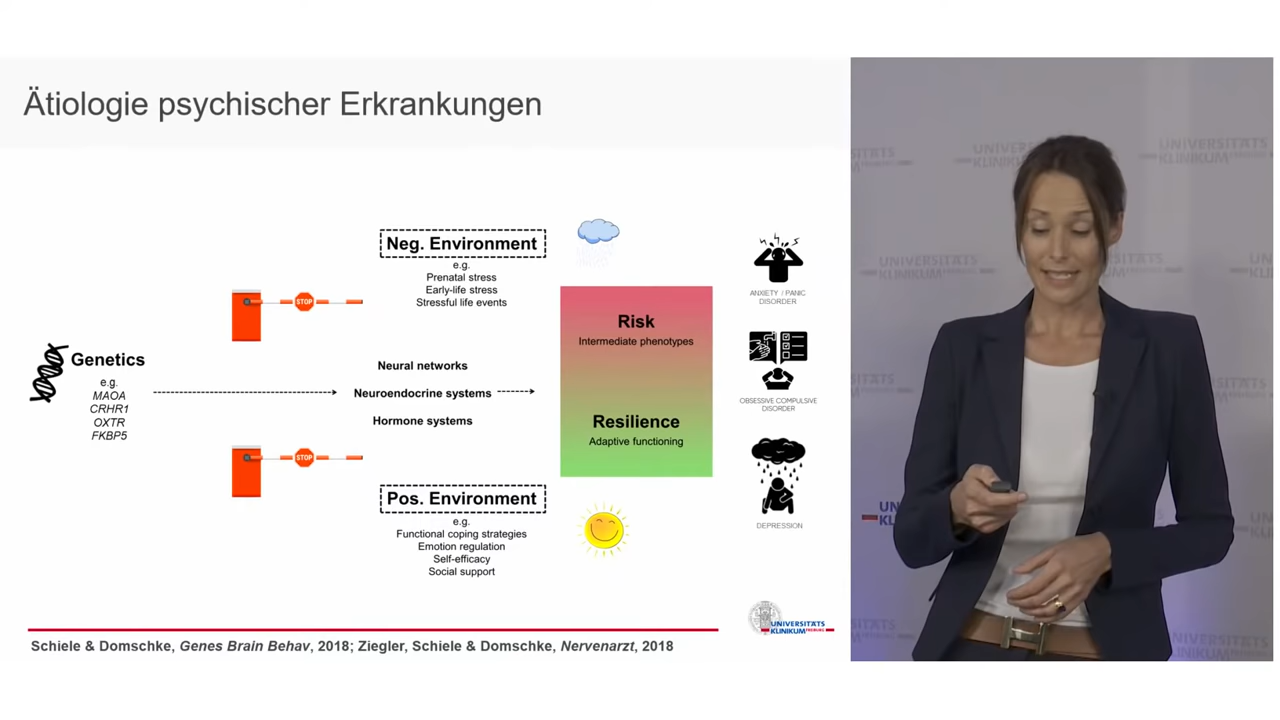 Ätiologie psychischer Erkrankungen
Neg. Environment
e.g.
Prenatal stress
Early-life stress
Stressful life events
STOP
Genetics
e.g.
MAOA
CRHR1
OXTR
FKBP5
Neural networks
Neuroendocrine systems
Hormone systems
STOP
Pos. Environment
e.g.
Functional coping strategies
Emotion regulation
Self-efficacy
Social support
Risk
Intermediate phenotypes
Resilience
Adaptive functioning
ANXIETY / PANIC
DISORDER
OBSESSIVE COMPULSIVE
DISORDER
DEPRESSION
UNIVERSITÄTS
KLINIKUM FREIBURG
Schiele & Domschke, Genes Brain Behav, 2018; Ziegler, Schiele & Domschke, Nervenarzt, 2018
UNIVERSITÄTS
KLINIKUM